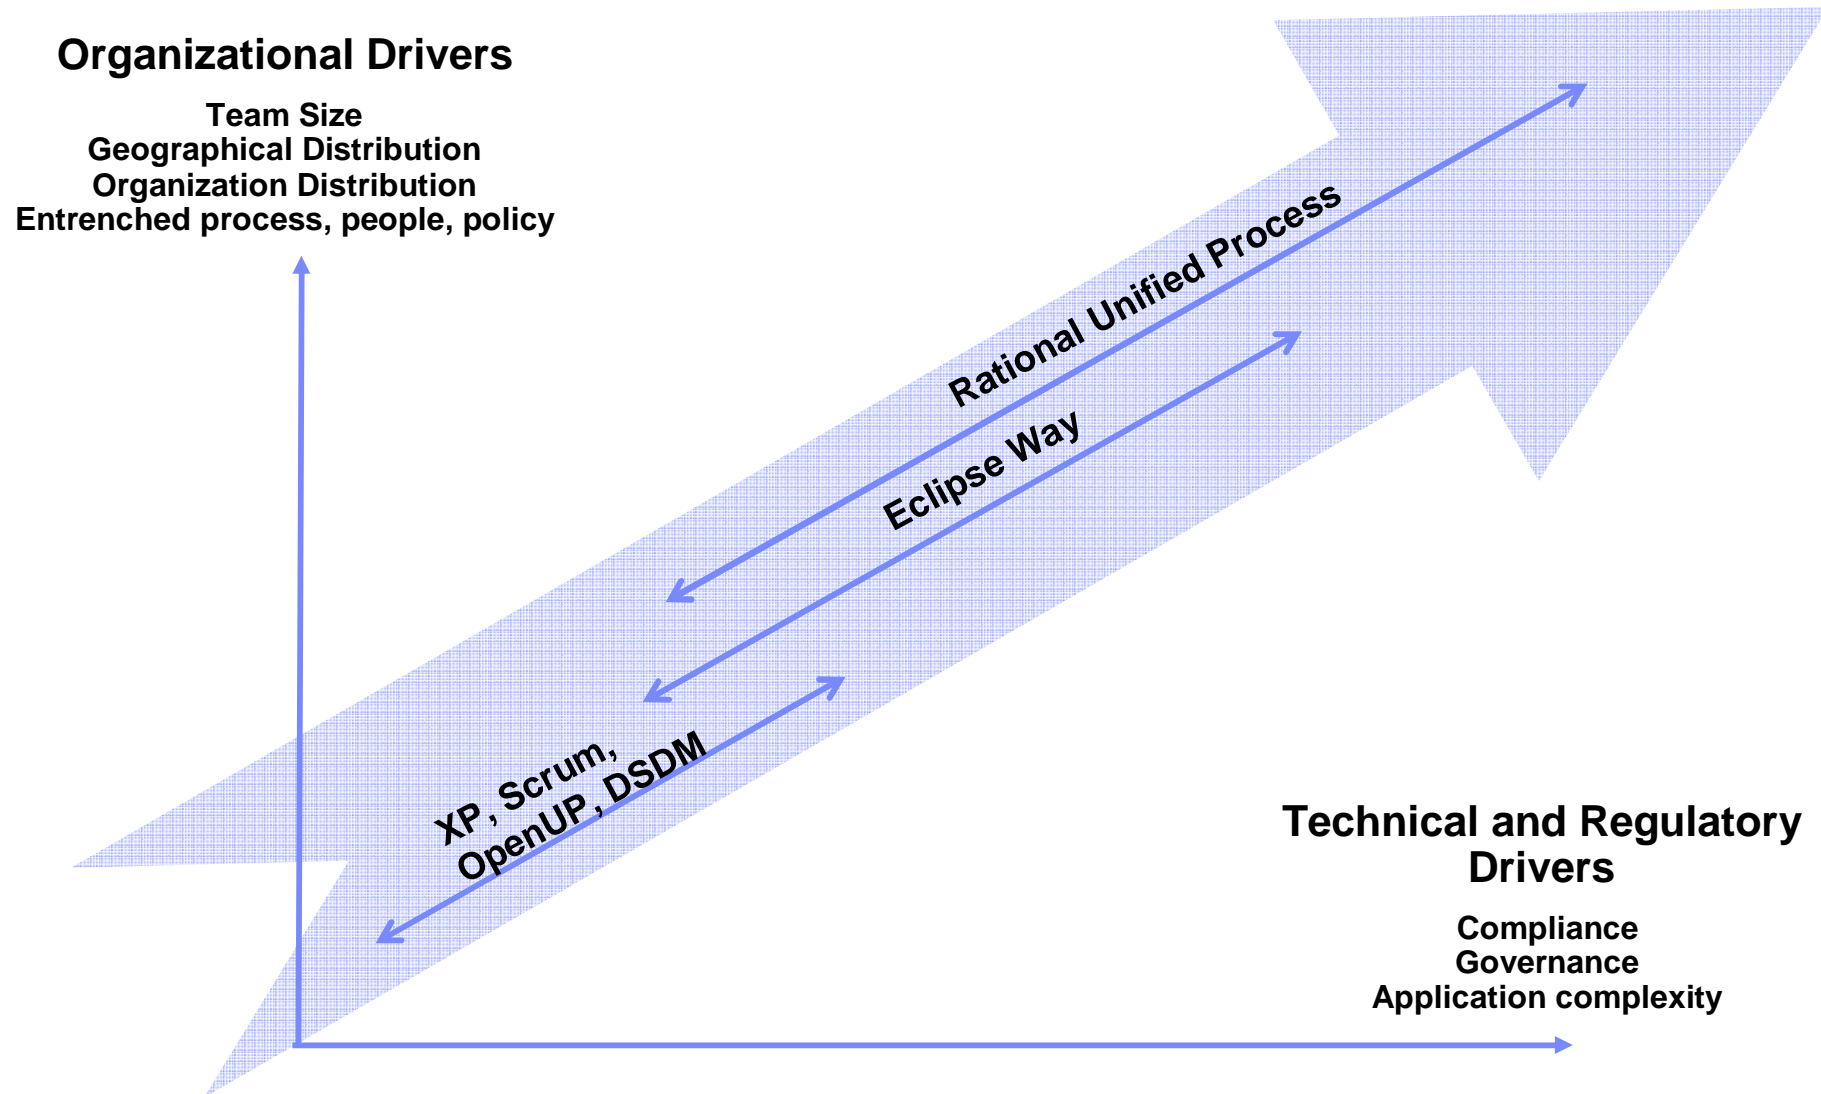 Organizational Drivers
Team Size
Geographical Distribution
Organization Distribution
Entrenched process, people, policy
Rational Unified Process
Eclipse Way
XP, Scrum,
OpenUP, DSDM
Technical and Regulatory
Drivers
Compliance
Governance
Application complexity